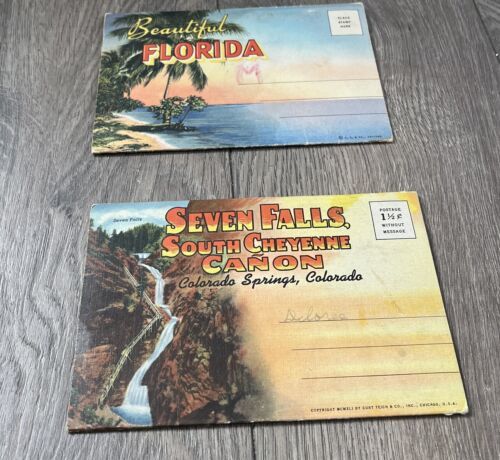 Beautiful
FLORIDA
PLACE
STAMP
HERE
M
Seven Falls
SEVEN FALLS,
SOUTH CHEYENNE
CAÑON
Colorado Springs, Colorado
POSTAGE
1½¢
WITHOUT
MESSAGE
Delores
COPYRIGHT MCMXLI BY CURT TEICH & CO., INC., CHICAGO, U.S.A.